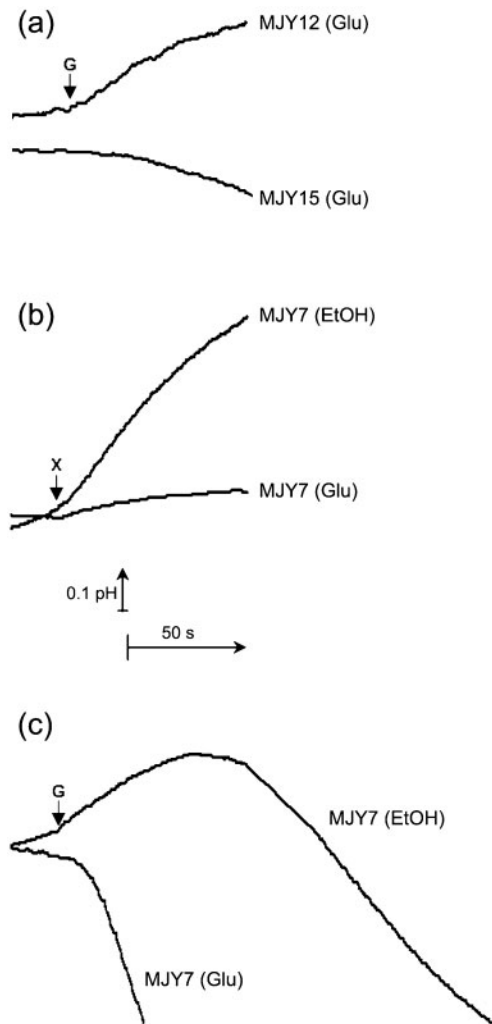 (a)
MJY12 (Glu)
G
MJY15 (Glu)
(b)
MJY7 (EtOH)
X
MJY7 (Glu)
0.1 pH
50 s
(c)
G
MJY7 (EtOH)
MJY7 (Glu)